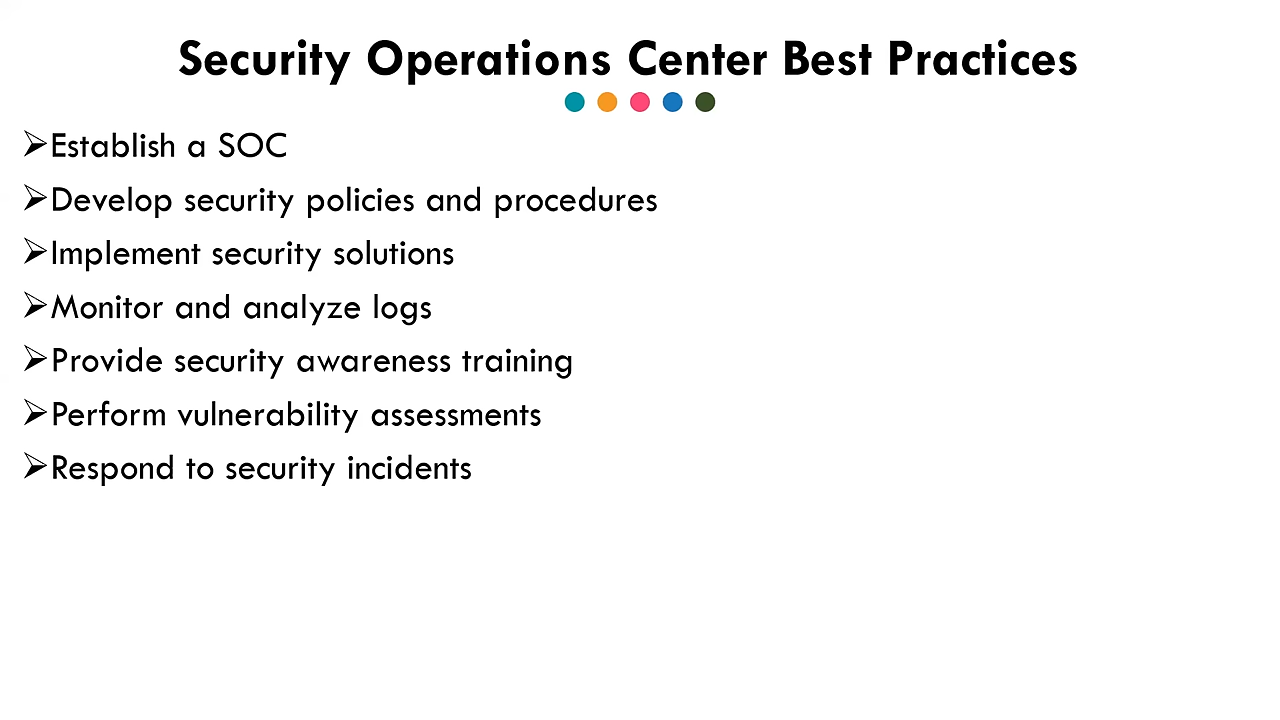 Security Operations Center Best Practices
➢Establish a SOC
➢Develop security policies and procedures
➢Implement security solutions
➢Monitor and analyze logs
➢Provide security awareness training
➢Perform vulnerability assessments
➢Respond to security incidents